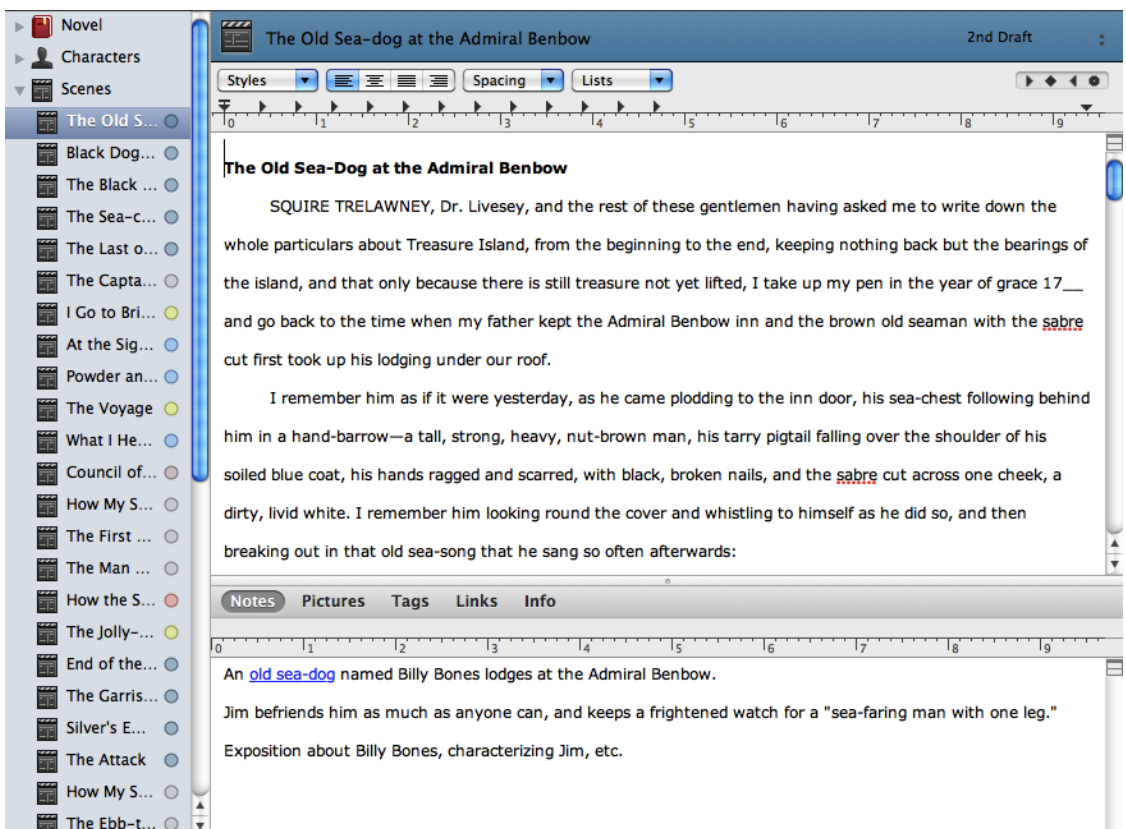 Novel
Characters
Scenes
The Old S...
Black Dog...
The Black ...
The Sea-c...
The Last o...
The Capta...
I Go to Bri...
At the Sig...
Powder an...
The Voyage
What I He...
Council of...
How My S...
The First ...
The Man ...
How the S...
The Jolly-...
End of the...
The Garris...
Silver's E...
The Attack
How My S...
The Ebb-t...
The Old Sea-dog at the Admiral Benbow
2nd Draft
Styles
Spacing
Lists
0 1 2 3 4 5 6 7 8 9
The Old Sea-Dog at the Admiral Benbow
SQUIRE TRELAWNEY, Dr. Livesey, and the rest of these gentlemen having asked me to write down the
whole particulars about Treasure Island, from the beginning to the end, keeping nothing back but the bearings of
the island, and that only because there is still treasure not yet lifted, I take up my pen in the year of grace 17__
and go back to the time when my father kept the Admiral Benbow inn and the brown old seaman with the sabre
cut first took up his lodging under our roof.
I remember him as if it were yesterday, as he came plodding to the inn door, his sea-chest following behind
him in a hand-barrow—a tall, strong, heavy, nut-brown man, his tarry pigtail falling over the shoulder of his
soiled blue coat, his hands ragged and scarred, with black, broken nails, and the sabre cut across one cheek, a
dirty, livid white. I remember him looking round the cover and whistling to himself as he did so, and then
breaking out in that old sea-song that he sang so often afterwards:
Notes Pictures Tags Links Info
0 1 2 3 4 5 6 7 8 9
An old sea-dog named Billy Bones lodges at the Admiral Benbow.
Jim befriends him as much as anyone can, and keeps a frightened watch for a "sea-faring man with one leg."
Exposition about Billy Bones, characterizing Jim, etc.